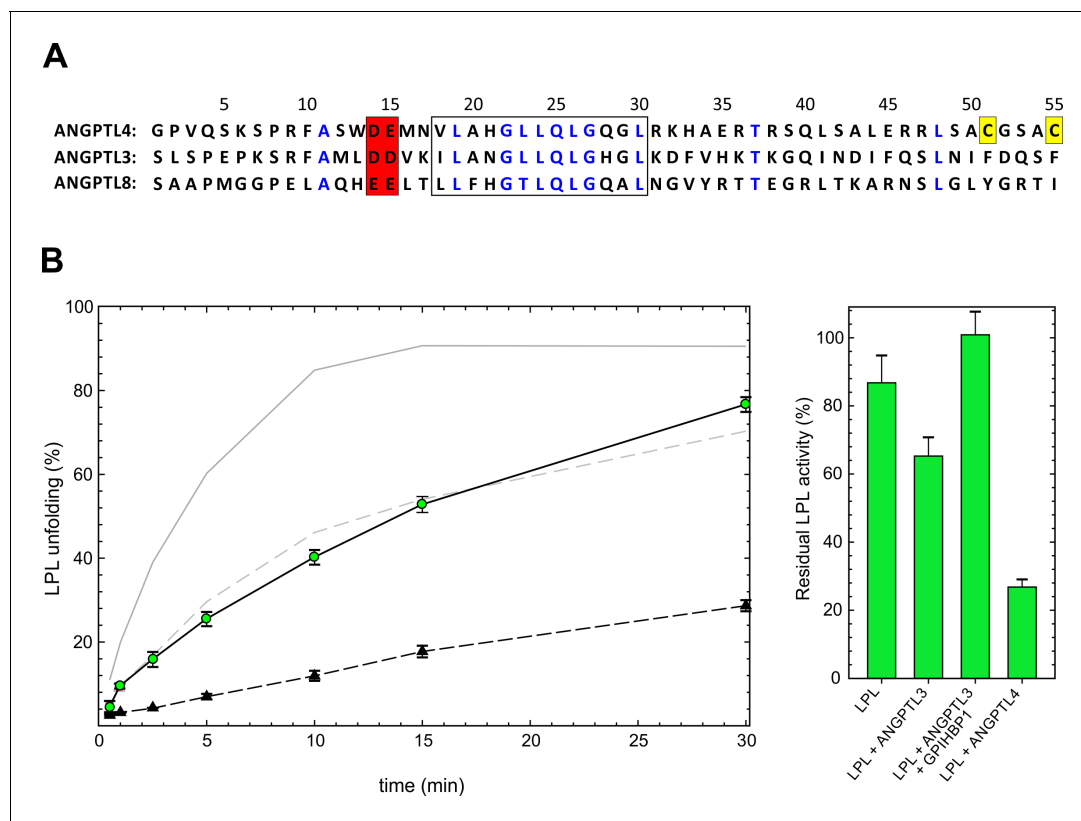 A
5 10 15 20 25 30 35 40 45 50 55
ANGPTL4: G P V Q S K S P R F A S W D E M N V L A H G L L Q L G Q G L R K H A E R T R S Q L S A L E R R L S A C G S A C
ANGPTL3: S L S P E P K S R F A M L D D V K I L A N G L L Q L G H G L K D F V H K T K G Q I N D I F Q S L N I F D Q S F
ANGPTL8: S A A P M G G P E L A Q H E E L T L L F H G T L Q L G Q A L N G V Y R T T E G R L T K A R N S L G L Y G R T I
B
LPL unfolding (%)
100
80
60
40
20
0 5 10 15 20 25 30
time (min)
Residual LPL activity (%)
100
80
60
40
20
0
LPL
LPL + ANGPTL3
LPL + ANGPTL3
+ GPIHBP1
LPL + ANGPTL4